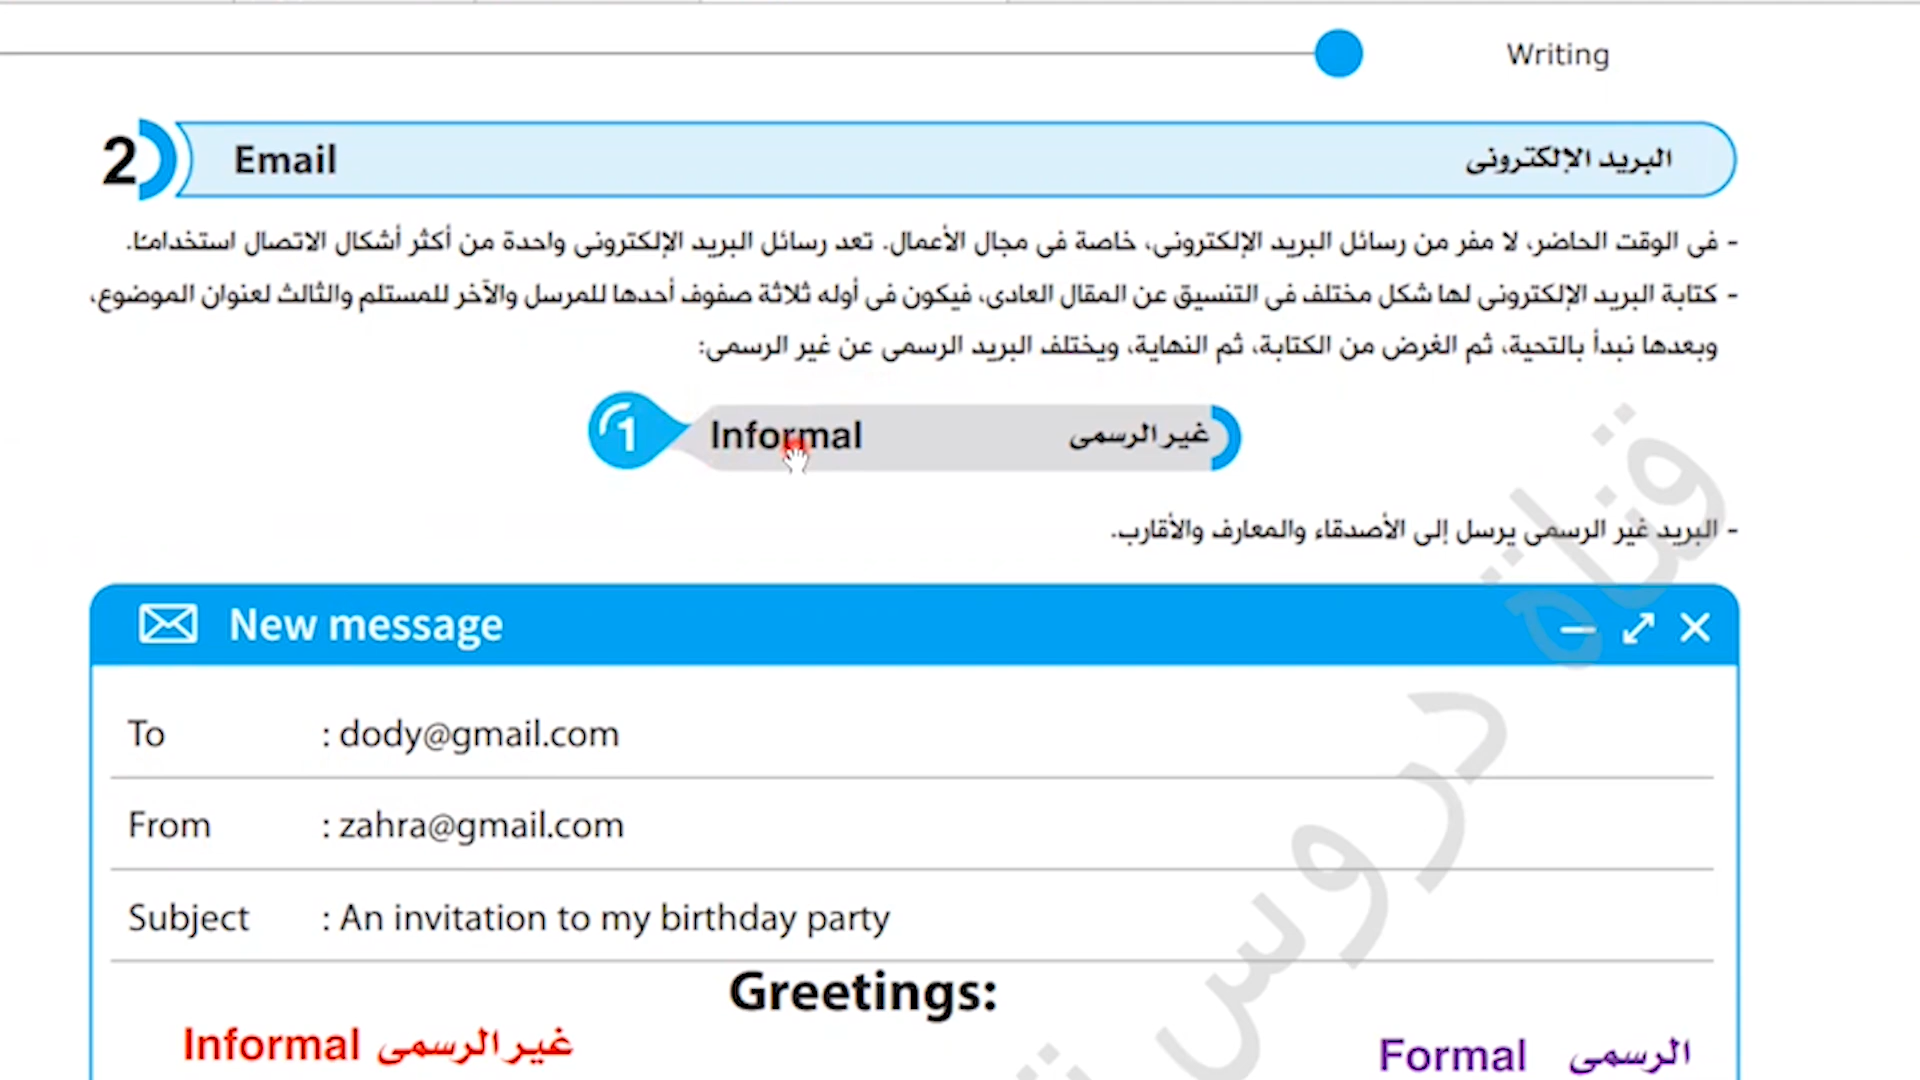 Writing
2 Email البريد الإلكترونى
- فى الوقت الحاضر، لا مفر من رسائل البريد الإلكترونى، خاصة فى مجال الأعمال. تعد رسائل البريد الإلكترونى واحدة من أكثر أشكال الاتصال استخدامًا.
- كتابة البريد الإلكترونى لها شكل مختلف فى التنسيق عن المقال العادى، فيكون فى أوله ثلاثة صفوف أحدها للمرسل والآخر للمستلم والثالث لعنوان الموضوع،
وبعدها نبدأ بالتحية، ثم الغرض من الكتابة، ثم النهاية، ويختلف البريد الرسمى عن غير الرسمى:
1 Informal غير الرسمى
- البريد غير الرسمى يرسل إلى الأصدقاء والمعارف والأقارب.
New message
To : dody@gmail.com
From : zahra@gmail.com
Subject : An invitation to my birthday party
Greetings:
Informal غير الرسمى
Formal الرسمى
قناة دروس